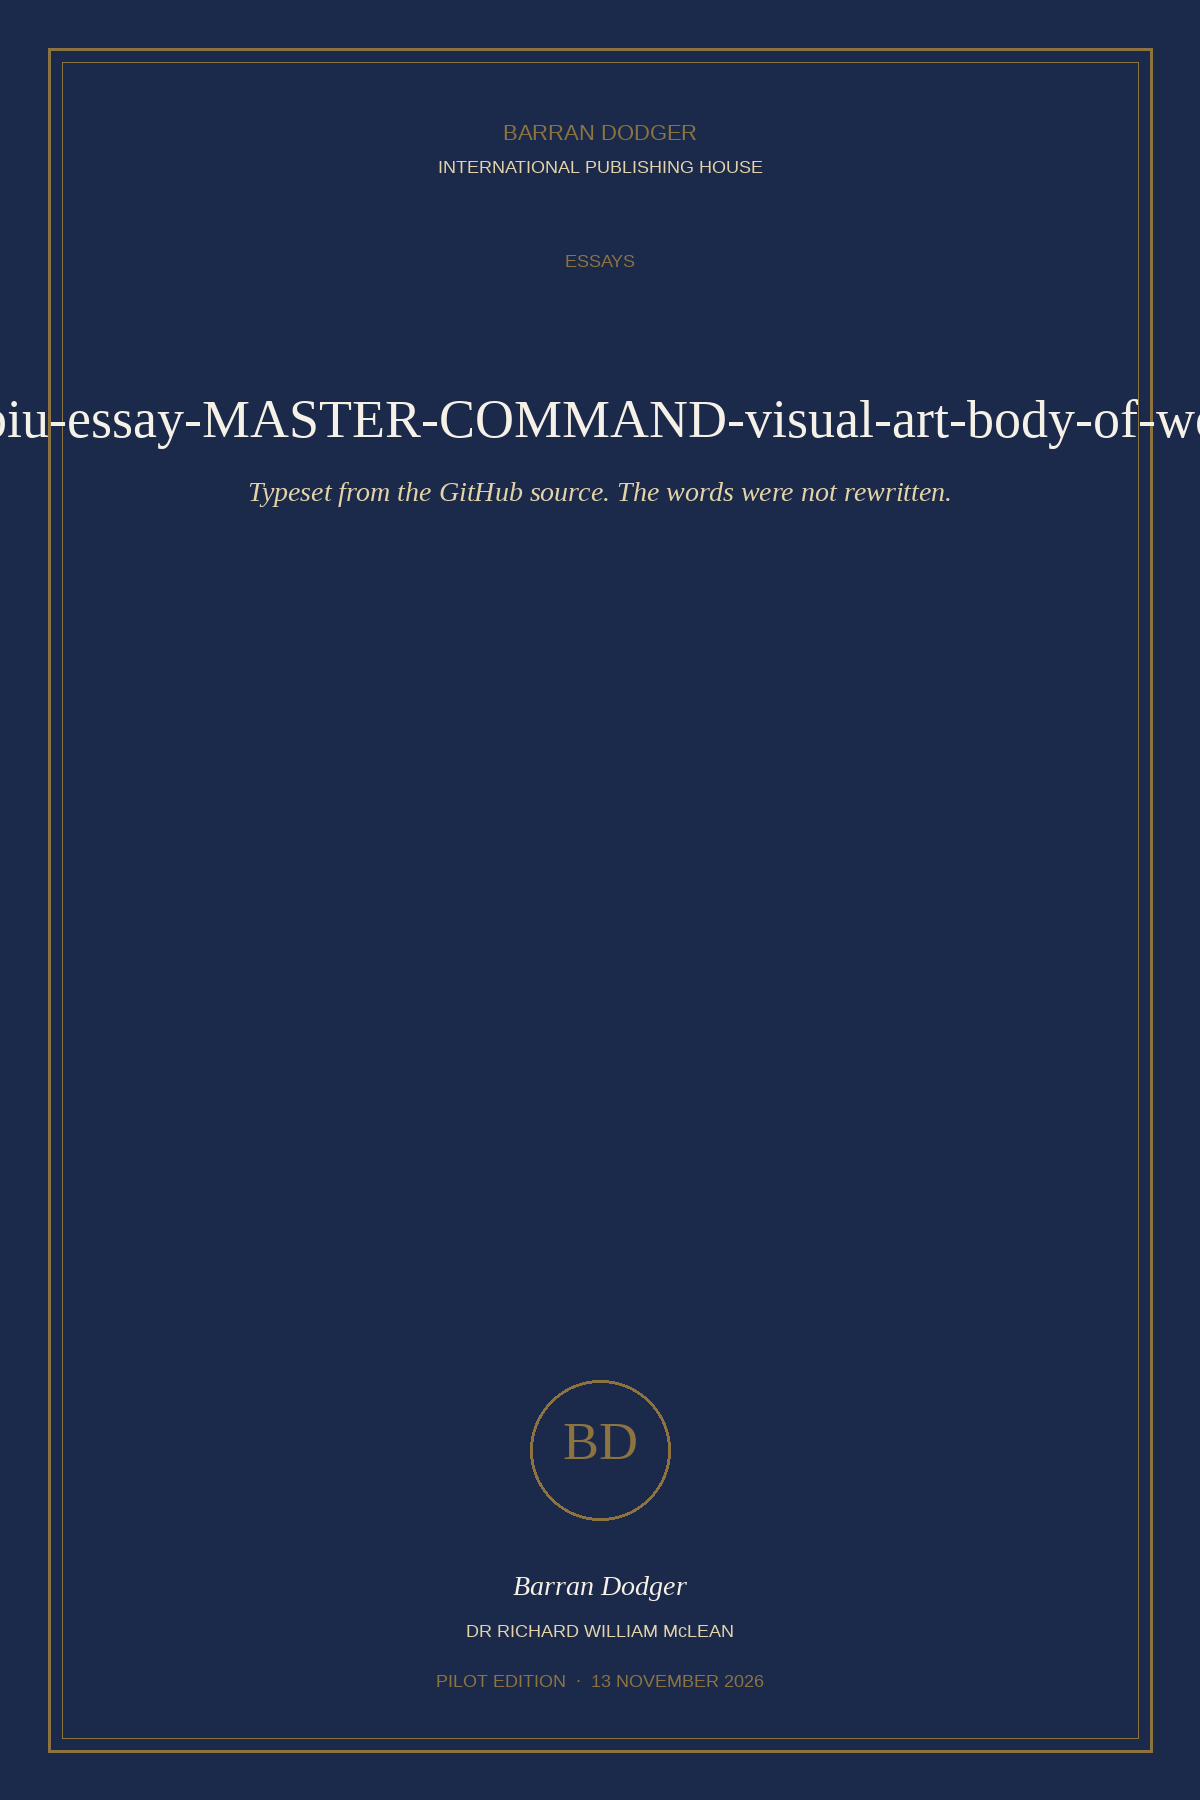 BARRAN DODGER
INTERNATIONAL PUBLISHING HOUSE
ESSAYS
iu-essay-MASTER-COMMAND-visual-art-body-of-w
Typeset from the GitHub source. The words were not rewritten.
BD
Barran Dodger
DR RICHARD WILLIAM McLEAN
PILOT EDITION · 13 NOVEMBER 2026